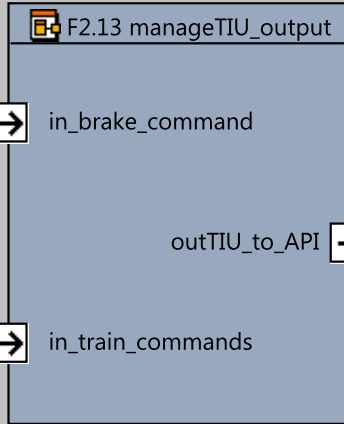 F2.13 manageTIU_output
in_brake_command
outTIU_to_API
in_train_commands